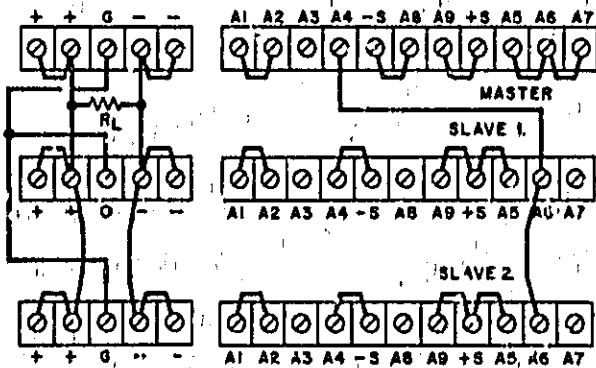 + + G - - A1 A2 A3 A4 -S A8 A9 +S A5 A6 A7
MASTER
RL
SLAVE 1.
+ + O - - A1 A2 A3 A4 -S A8 A9 +S A5 A6 A7
SLAVE 2
+ + G - - A1 A2 A3 A4 -S A8 A9 +S A5 A6 A7